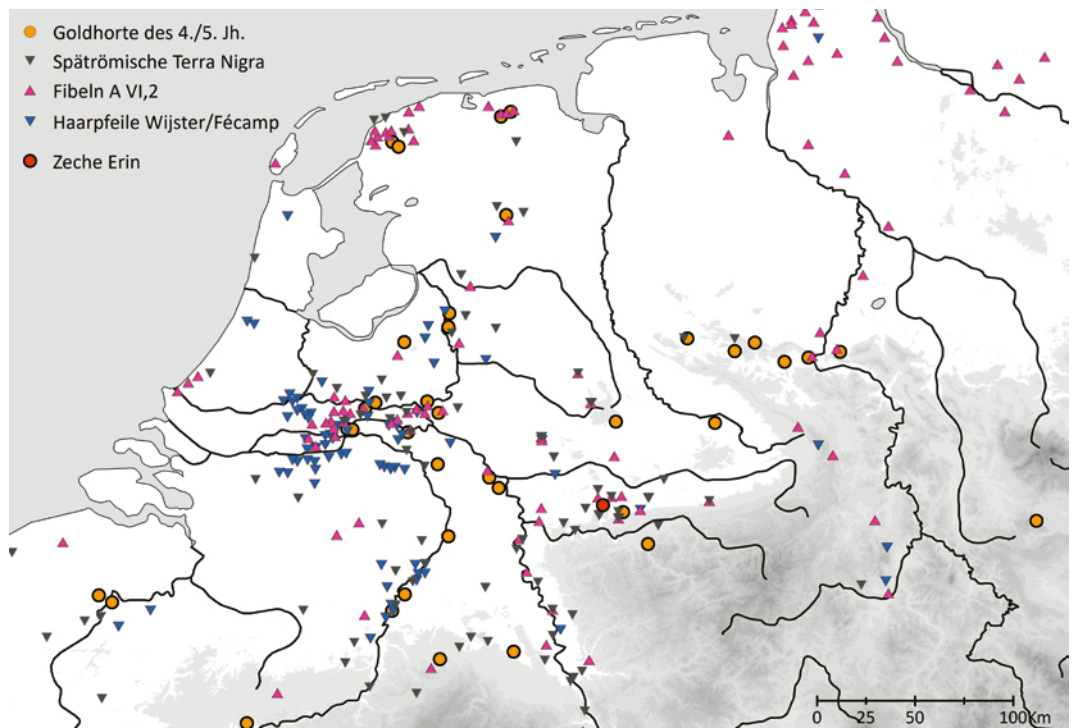 Goldhorte des 4./5. Jh.
Spätrömische Terra Nigra
Fibeln A VI,2
Haarpfeile Wijster/Fécamp
Zeche Erin
0 25 50 100 Km